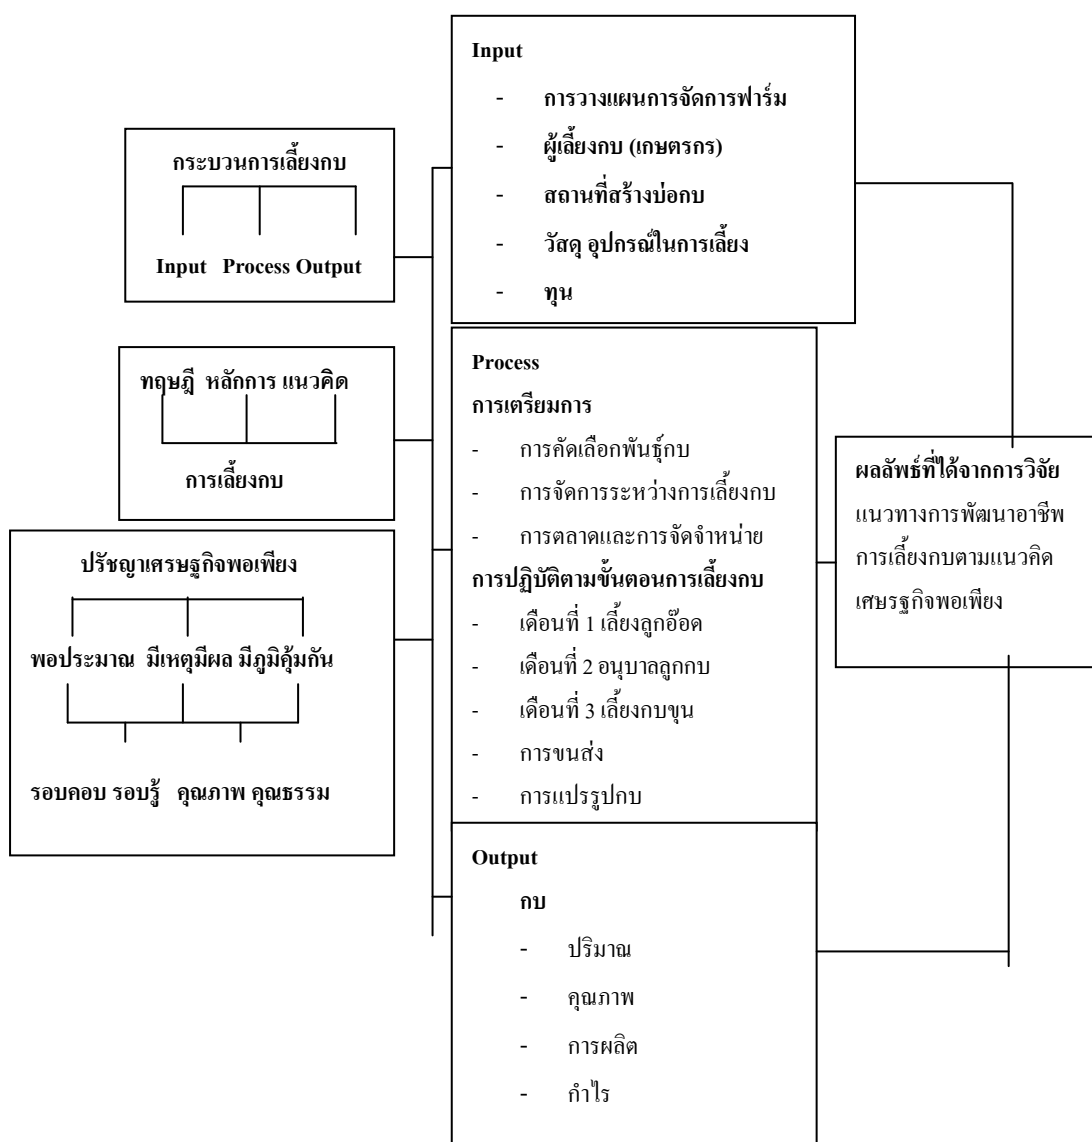 กระบวนการเลี้ยงกบ
Input Process Output
ทฤษฎี หลักการ แนวคิด
การเลี้ยงกบ
ปรัชญาเศรษฐกิจพอเพียง
พอประมาณ มีเหตุมีผล มีภูมิคุ้มกัน
รอบคอบ รอบรู้ คุณภาพ คุณธรรม
Input
- การวางแผนการจัดการฟาร์ม
- ผู้เลี้ยงกบ (เกษตรกร)
- สถานที่สร้างบ่อกบ
- วัสดุ อุปกรณ์ในการเลี้ยง
- ทุน
Process
การเตรียมการ
- การคัดเลือกพันธุ์กบ
- การจัดการระหว่างการเลี้ยงกบ
- การตลาดและการจัดจำหน่าย
การปฏิบัติตามขั้นตอนการเลี้ยงกบ
- เดือนที่ 1 เลี้ยงลูกอ๊อด
- เดือนที่ 2 อนุบาลลูกกบ
- เดือนที่ 3 เลี้ยงกบขุน
- การขนส่ง
- การแปรรูปกบ
Output
กบ
- ปริมาณ
- คุณภาพ
- การผลิต
- กำไร
ผลลัพธ์ที่ได้จากการวิจัย
แนวทางการพัฒนาอาชีพ
การเลี้ยงกบตามแนวคิด
เศษรฐกิจพอเพียง